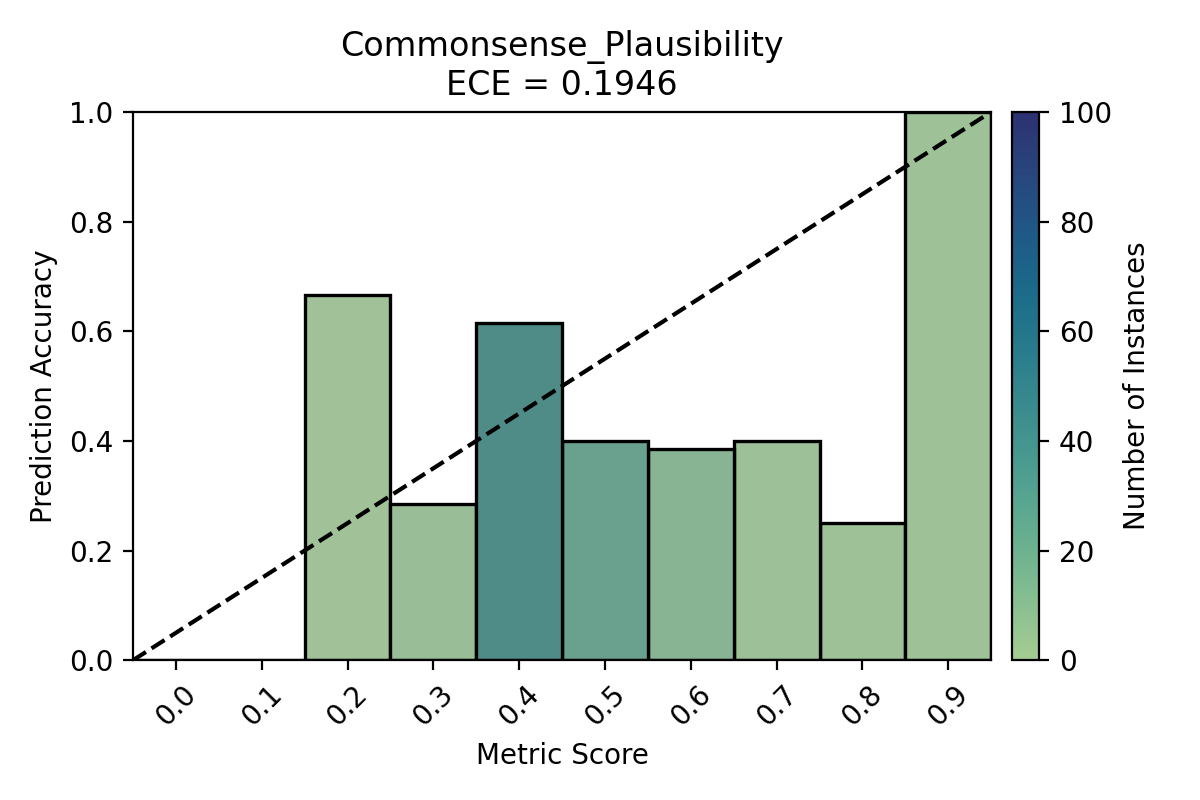 Commonsense_Plausibility
ECE = 0.1946
Prediction Accuracy
1.0
0.8
0.6
0.4
0.2
0.0
0.0 0.1 0.2 0.3 0.4 0.5 0.6 0.7 0.8 0.9
Metric Score
100
80
60
40
20
0
Number of Instances